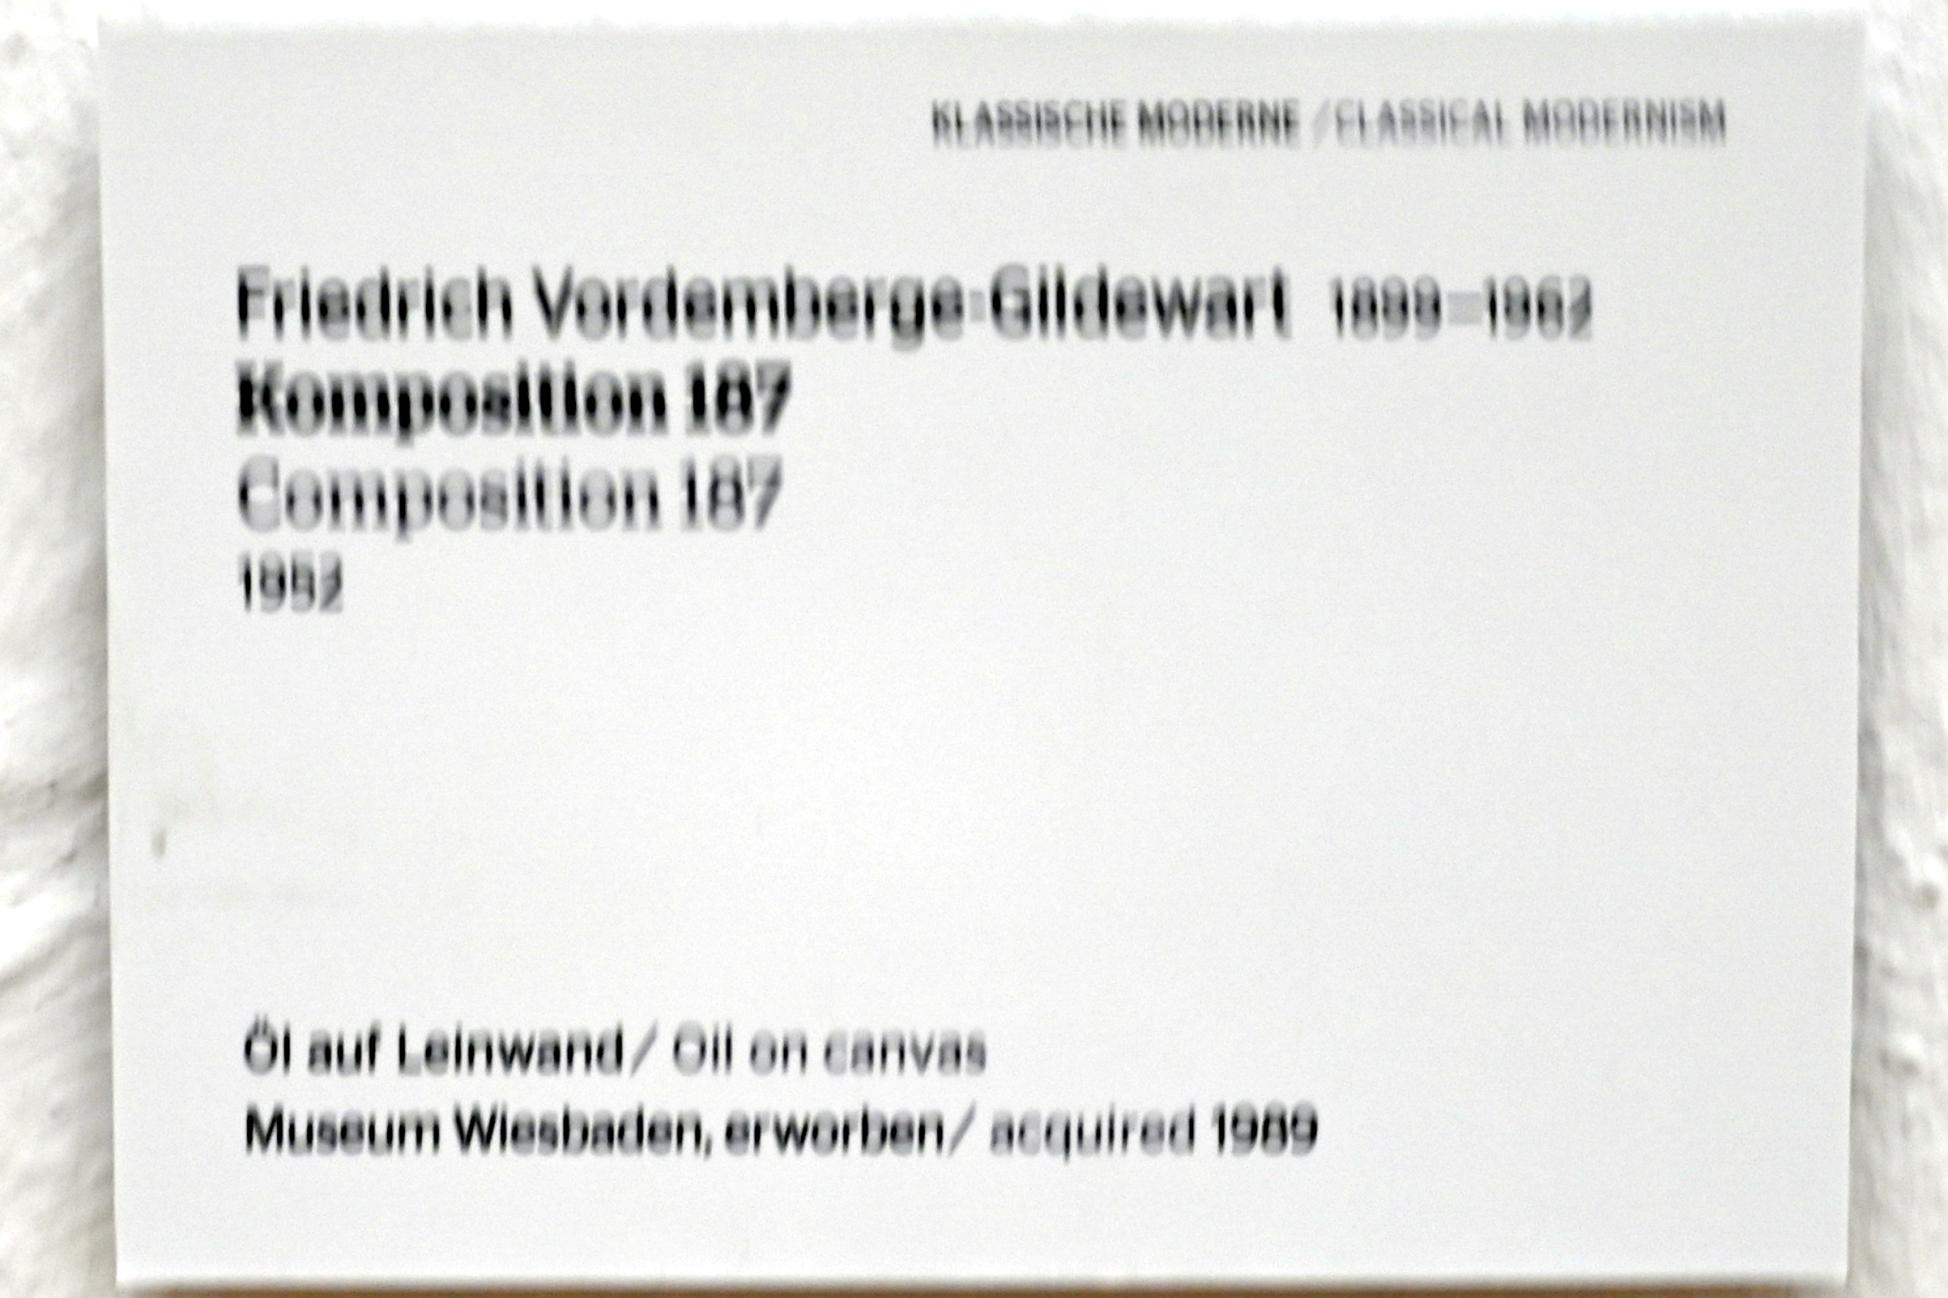 KLASSISCHE MODERNE / CLASSICAL MODERNISM
Friedrich Vordemberge-Gildewart 1899–1962
Komposition 187
Composition 187
1952
Öl auf Leinwand / Oil on canvas
Museum Wiesbaden, erworben / acquired 1989